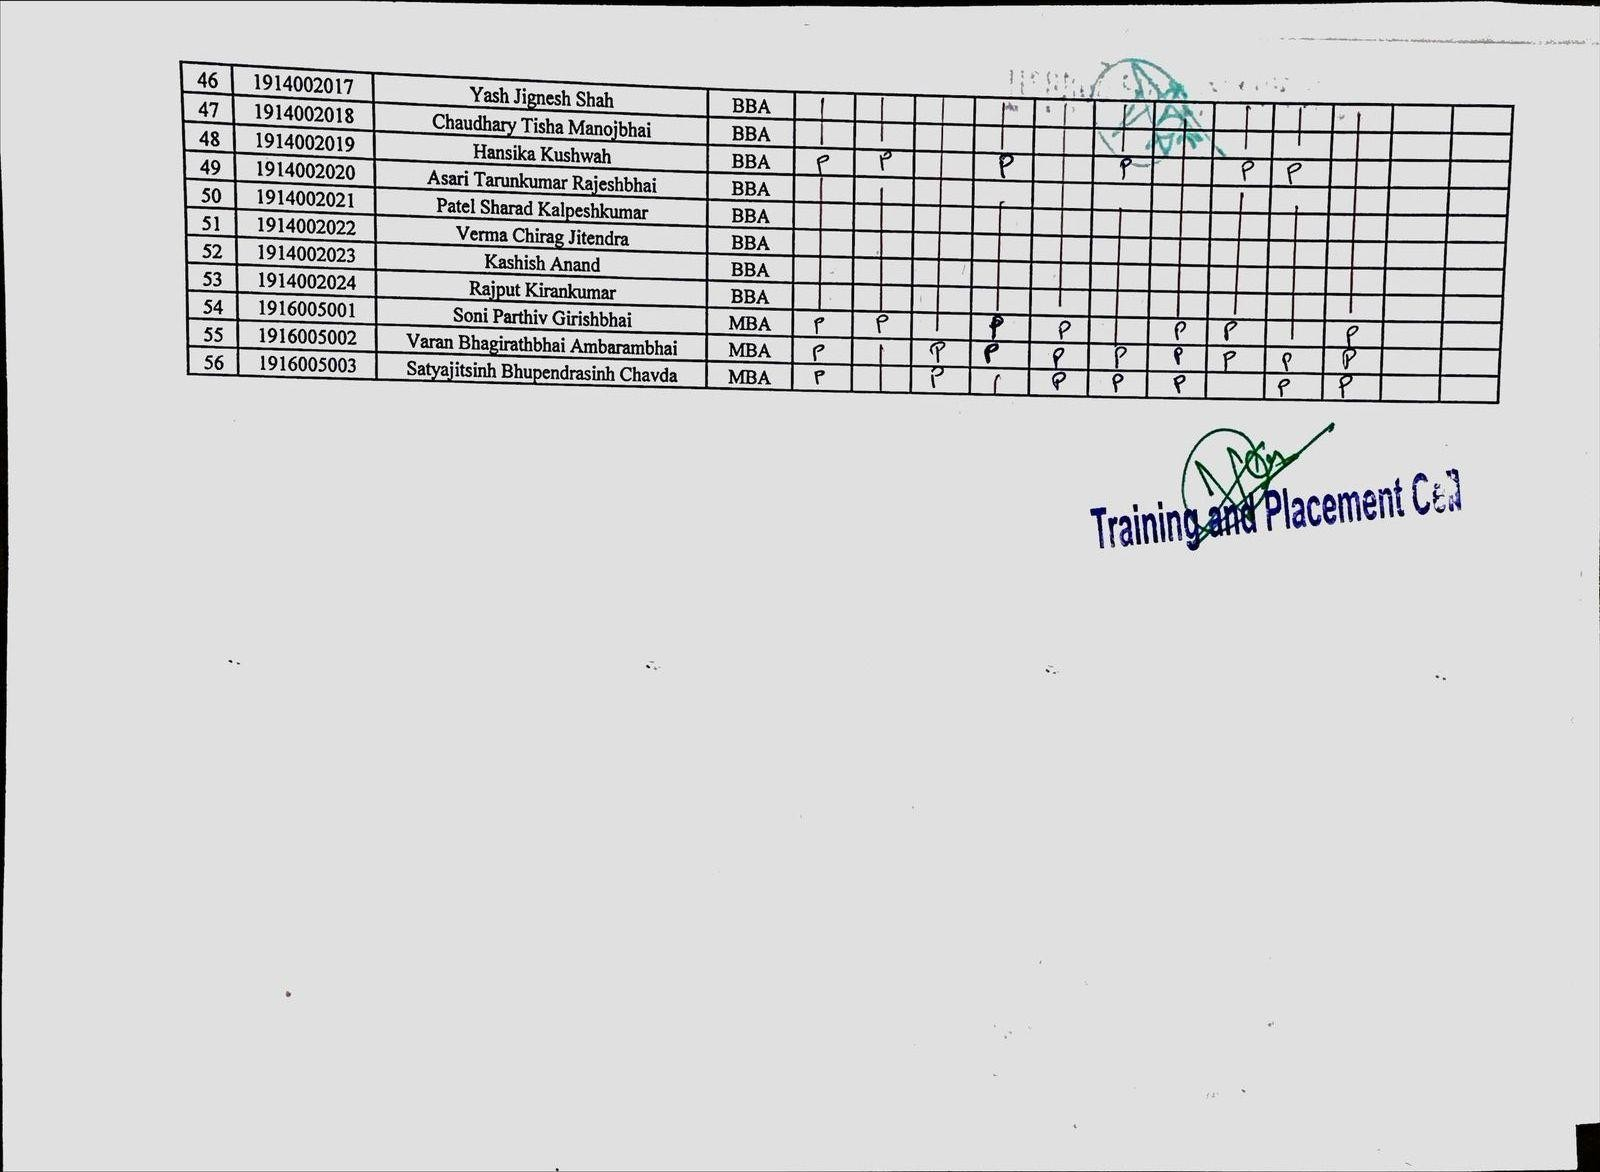 46 1914002017 Yash Jignesh Shah BBA
47 1914002018 Chaudhary Tisha Manojbhai BBA
48 1914002019 Hansika Kushwah BBA P P P P P P
49 1914002020 Asari Tarunkumar Rajeshbhai BBA
50 1914002021 Patel Sharad Kalpeshkumar BBA
51 1914002022 Verma Chirag Jitendra BBA
52 1914002023 Kashish Anand BBA
53 1914002024 Rajput Kirankumar BBA
54 1916005001 Soni Parthiv Girishbhai MBA P P P P P P P
55 1916005002 Varan Bhagirathbhai Ambarambhai MBA P P P P P P P P P
56 1916005003 Satyajitsinh Bhupendrasinh Chavda MBA P P P P P P P
Training and Placement Cell